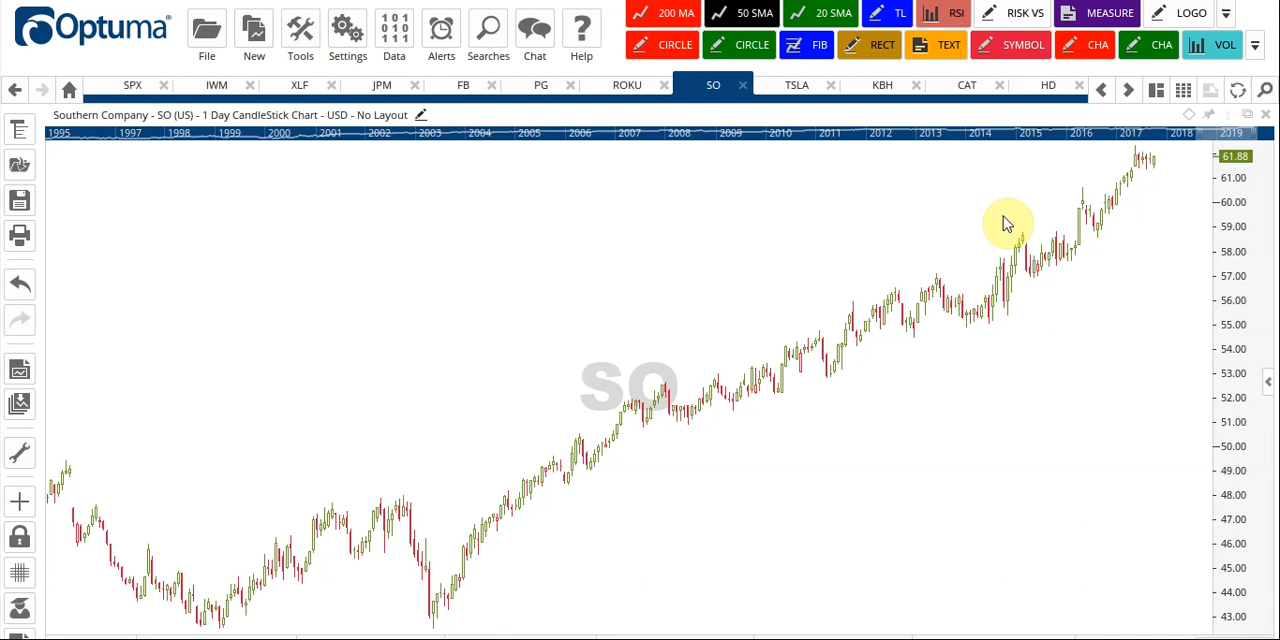 Optuma®
File
New
Tools
Settings
101
010
111
Data
Alerts
Searches
Chat
Help
200 MA
50 SMA
20 SMA
TL
RSI
RISK VS
MEASURE
LOGO
CIRCLE
CIRCLE
FIB
RECT
TEXT
SYMBOL
CHA
CHA
VOL
SPX
IWM
XLF
JPM
FB
PG
ROKU
SO
TSLA
KBH
CAT
HD
Southern Company - SO (US) - 1 Day CandleStick Chart - USD - No Layout
1995 1997 1998 1999 2000 2001 2002 2003 2004 2005 2006 2007 2008 2009 2010 2011 2012 2013 2014 2015 2016 2017 2018 2019
61.88
61.00
60.00
59.00
58.00
57.00
56.00
55.00
54.00
53.00
52.00
51.00
50.00
49.00
48.00
47.00
46.00
45.00
44.00
43.00
SO